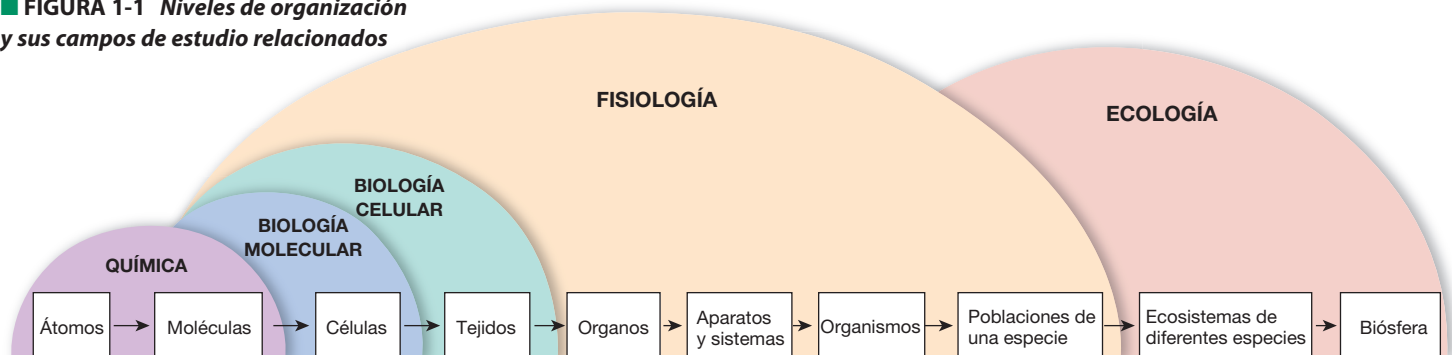 ■ FIGURA 1-1 Niveles de organización
y sus campos de estudio relacionados
FISIOLOGÍA
ECOLOGÍA
BIOLOGÍA
CELULAR
BIOLOGÍA
MOLECULAR
QUÍMICA
Átomos
Moléculas
Células
Tejidos
Organos
Aparatos
y sistemas
Organismos
Poblaciones de
una especie
Ecosistemas de
diferentes especies
Biósfera